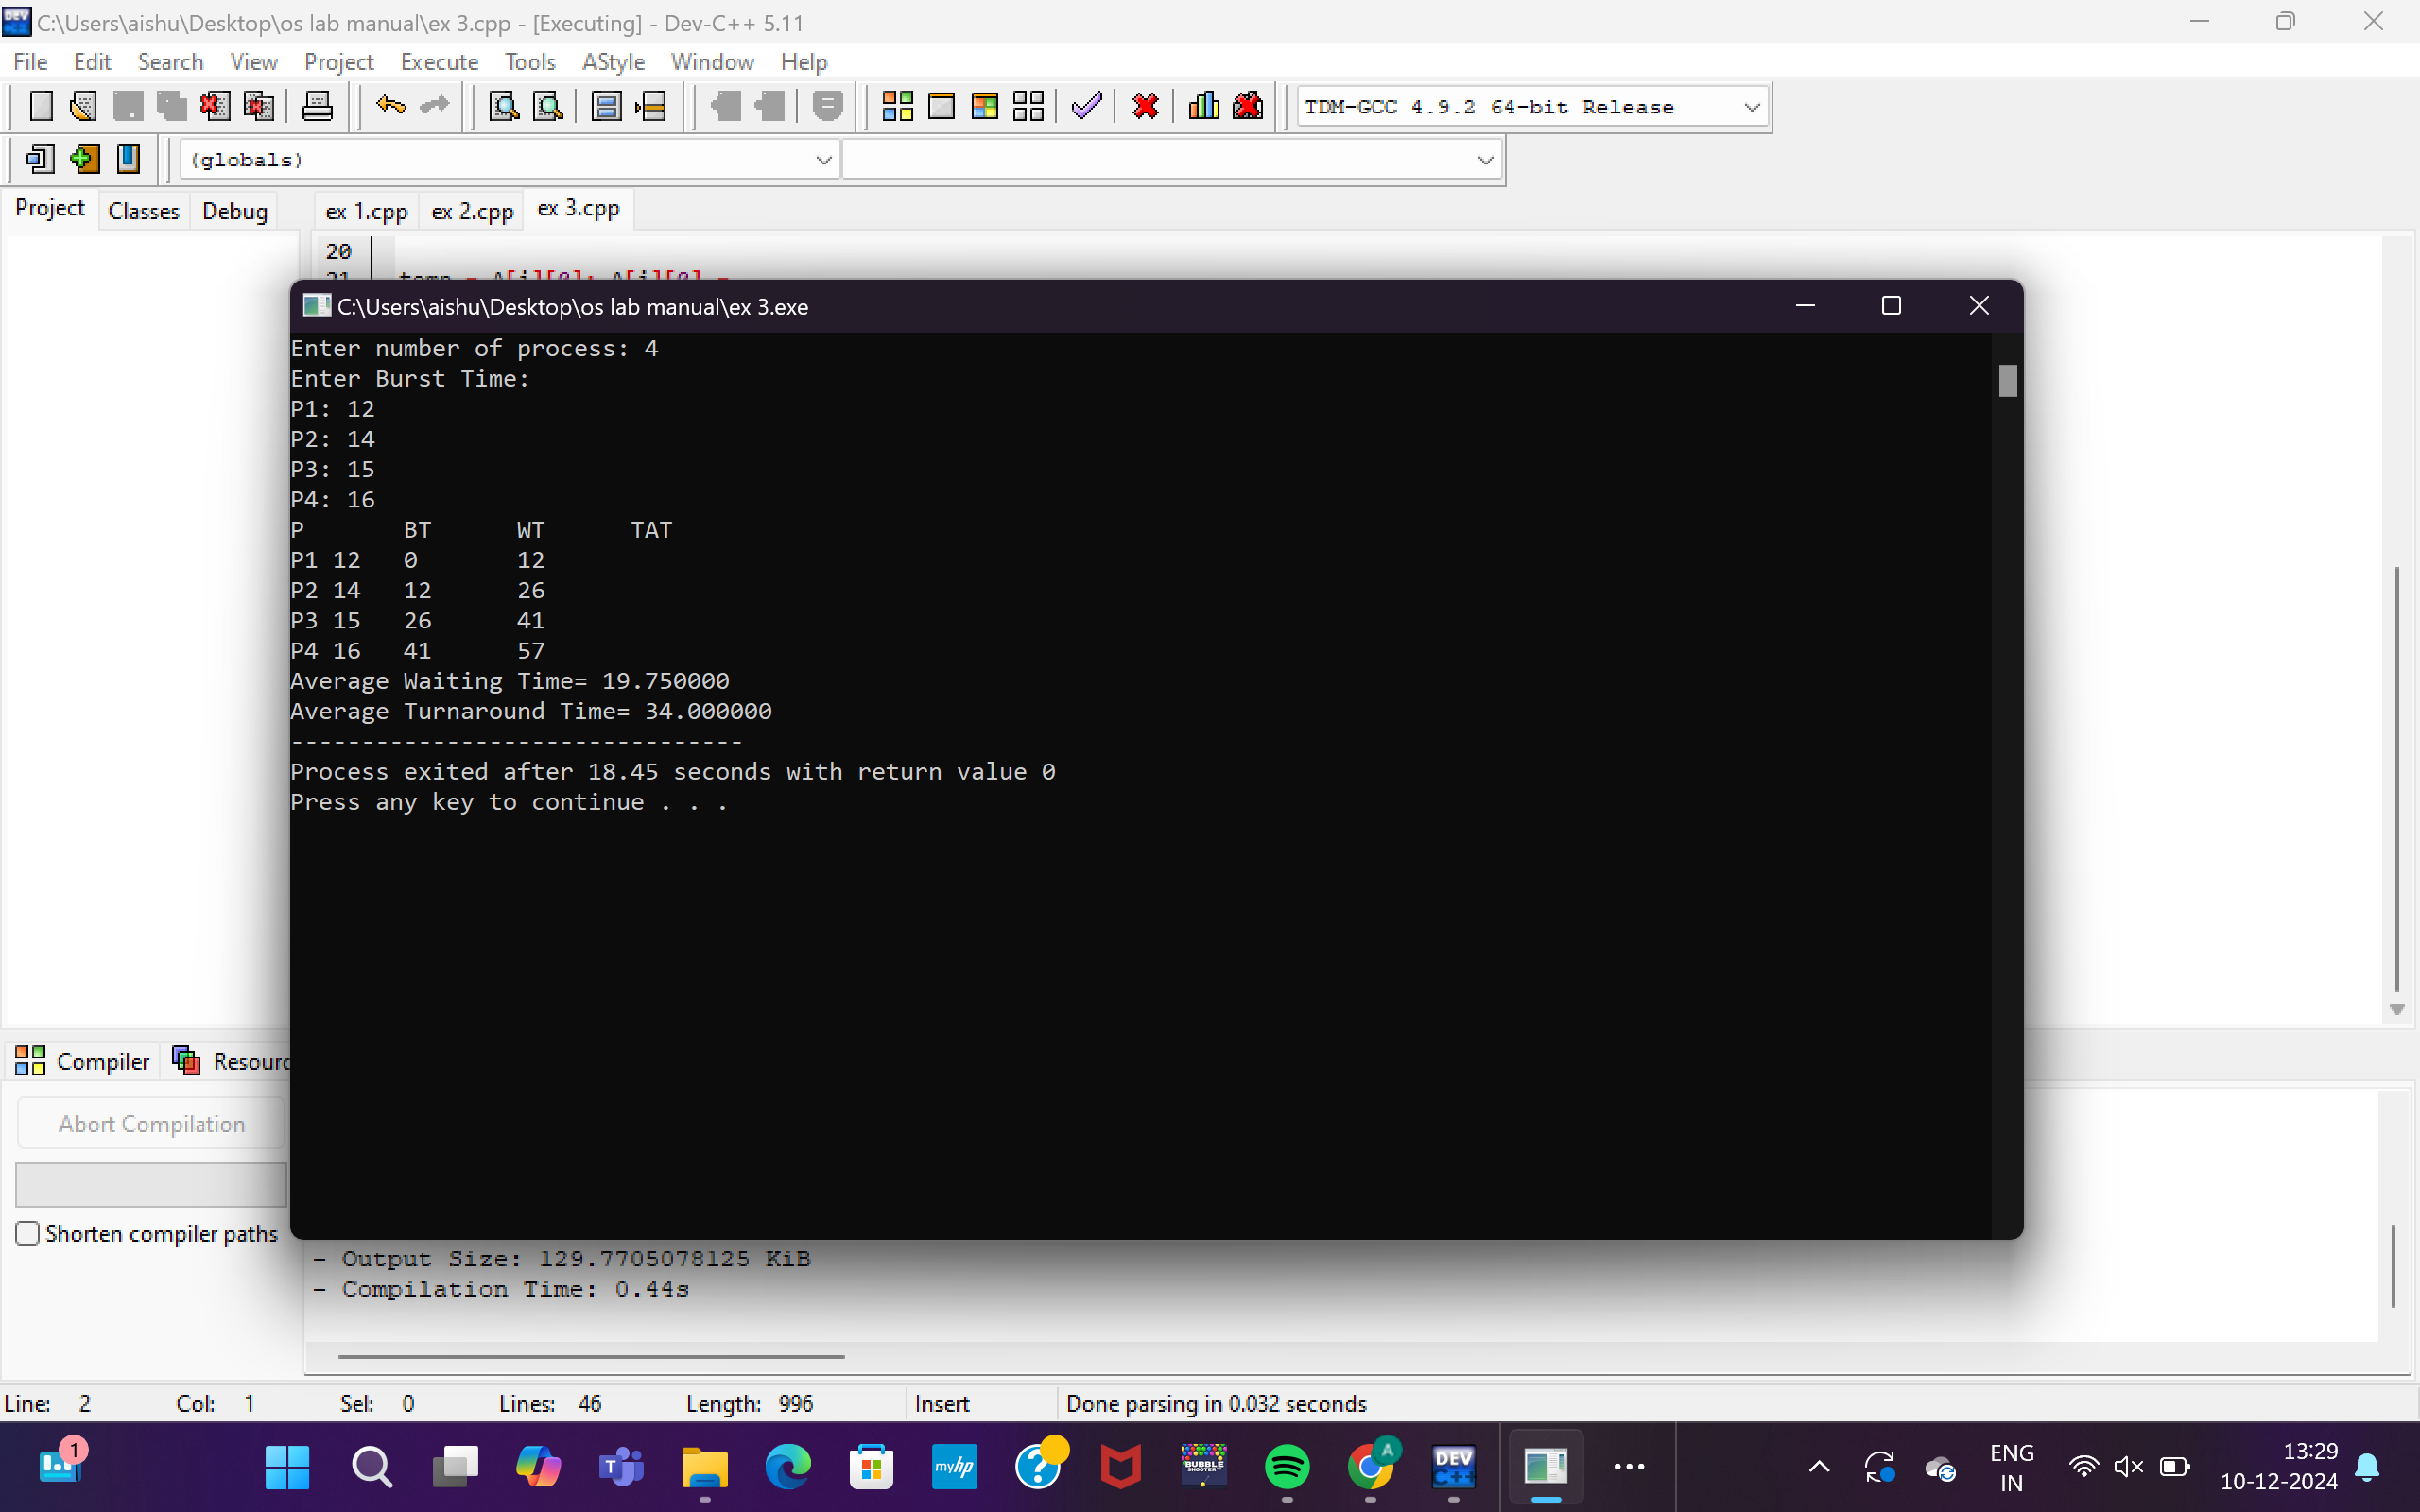 C:\Users\aishu\Desktop\os lab manual\ex 3.cpp - [Executing] - Dev-C++ 5.11
File Edit Search View Project Execute Tools AStyle Window Help
TDM-GCC 4.9.2 64-bit Release
(globals)
Project Classes Debug ex 1.cpp ex 2.cpp ex 3.cpp
20
C:\Users\aishu\Desktop\os lab manual\ex 3.exe
Enter number of process: 4
Enter Burst Time:
P1: 12
P2: 14
P3: 15
P4: 16
P BT WT TAT
P1 12 0 12
P2 14 12 26
P3 15 26 41
P4 16 41 57
Average Waiting Time= 19.750000
Average Turnaround Time= 34.000000
--------------------------------
Process exited after 18.45 seconds with return value 0
Press any key to continue . . .
Compiler Resourc
Abort Compilation
Shorten compiler paths
- Output Size: 129.7705078125 KiB
- Compilation Time: 0.44s
Line: 2 Col: 1 Sel: 0 Lines: 46 Length: 996 Insert Done parsing in 0.032 seconds
1
T
myhp
?
BUBBLE SHOOTER
A
DEV C++
ENG
IN
13:29
10-12-2024